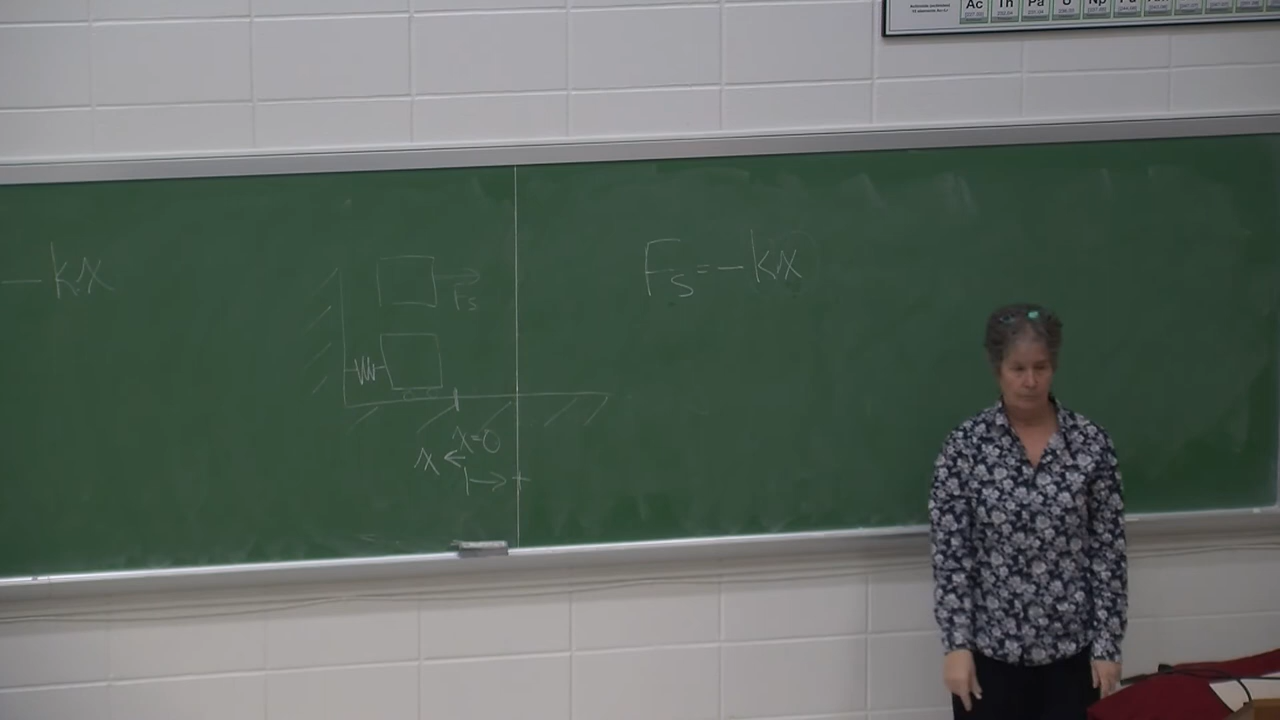 Ac Th Pa U Np
-kx
Fs
x=0
x ←
→ +
Fs = -kx